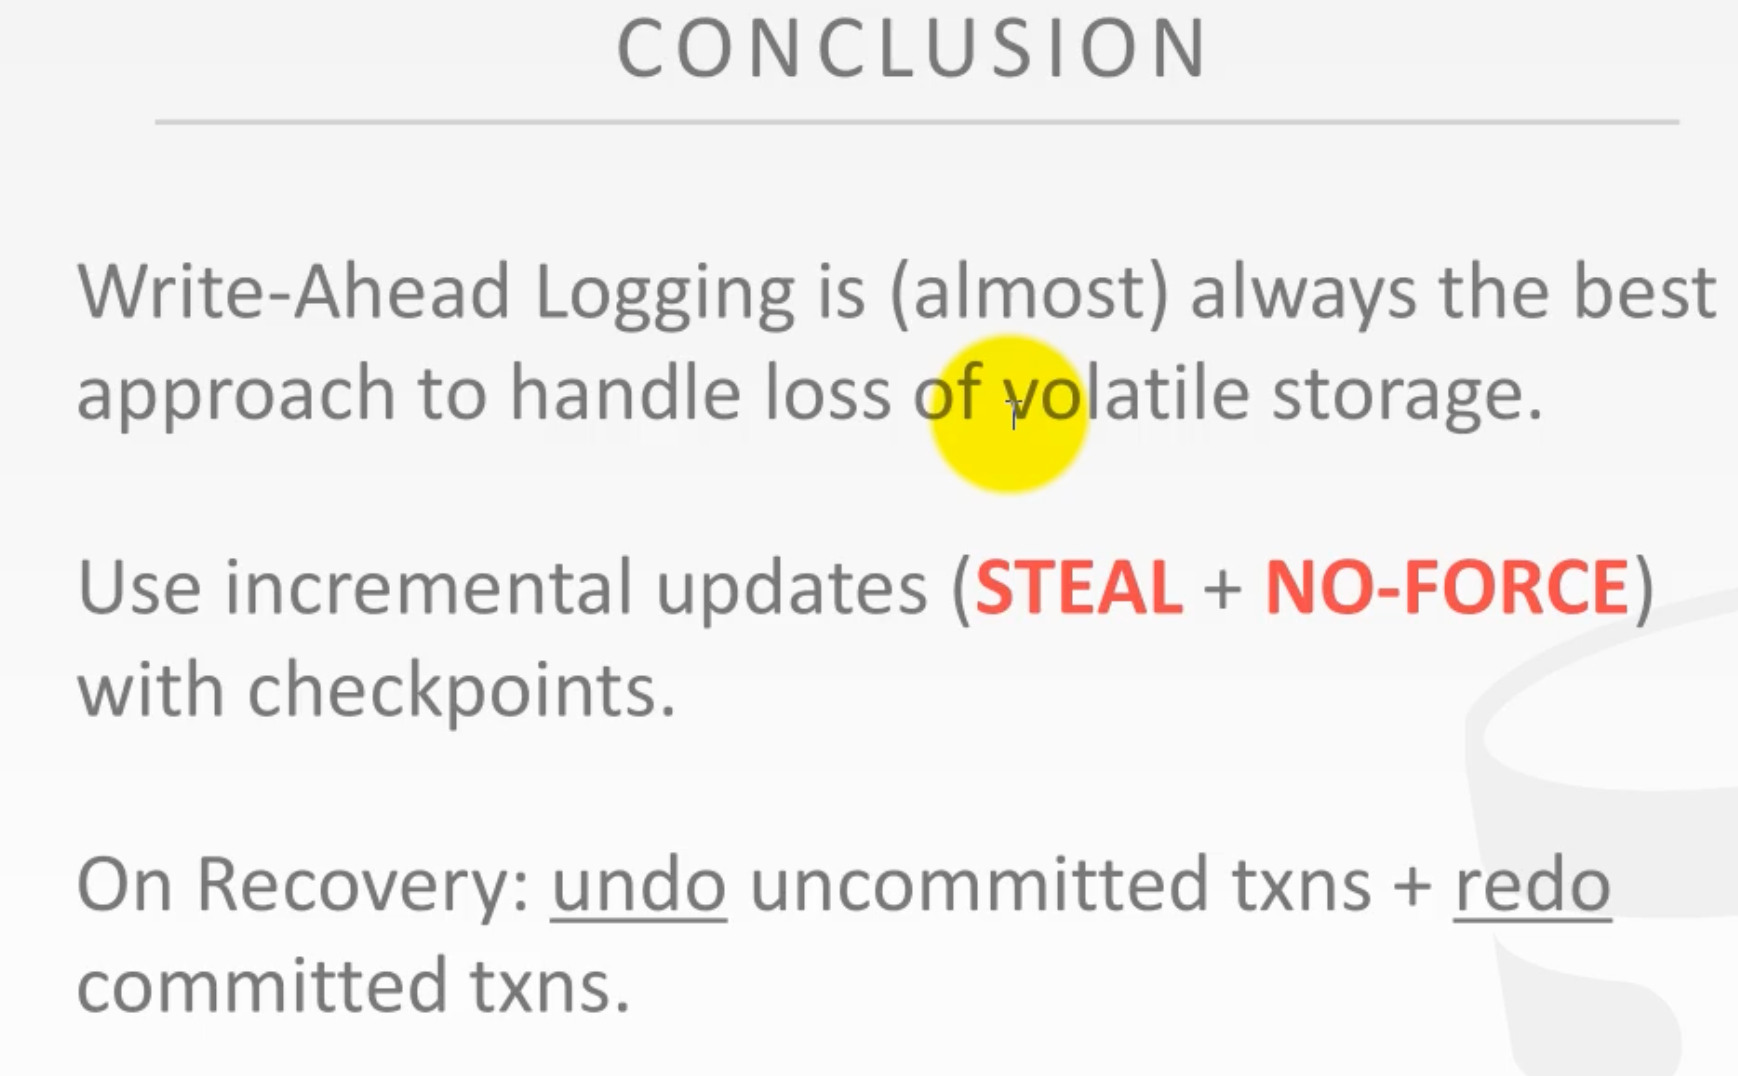 CONCLUSION
Write-Ahead Logging is (almost) always the best
approach to handle loss of volatile storage.
Use incremental updates (STEAL + NO-FORCE)
with checkpoints.
On Recovery: undo uncommitted txns + redo
committed txns.